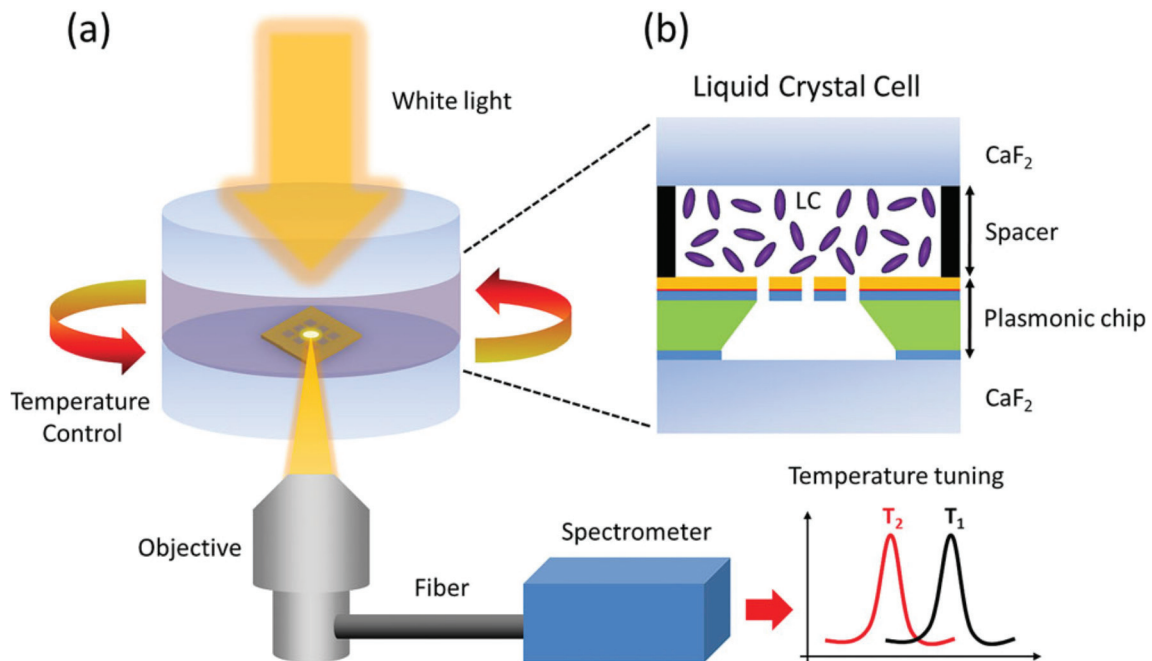 (a)
White light
Temperature
Control
Objective
Fiber
Spectrometer
(b)
Liquid Crystal Cell
CaF₂
LC
Spacer
Plasmonic chip
CaF₂
Temperature tuning
T₂ T₁